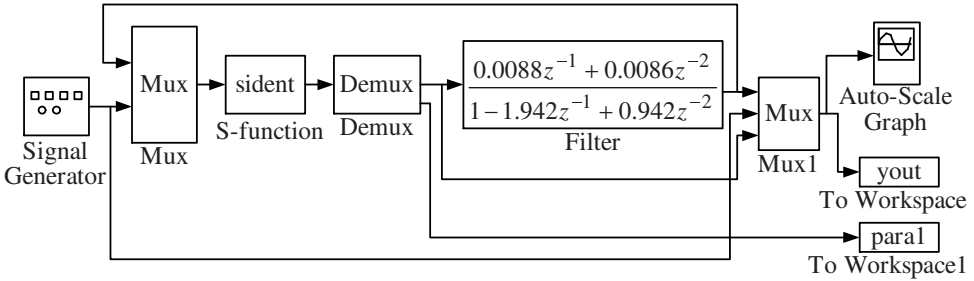 Mux
Mux
sident
S-function
Demux
Demux
0.0088z⁻¹ + 0.0086z⁻²
1 − 1.942z⁻¹ + 0.942z⁻²
Filter
Mux
Mux1
Auto-Scale
Graph
Signal
Generator
yout
To Workspace
para1
To Workspace1